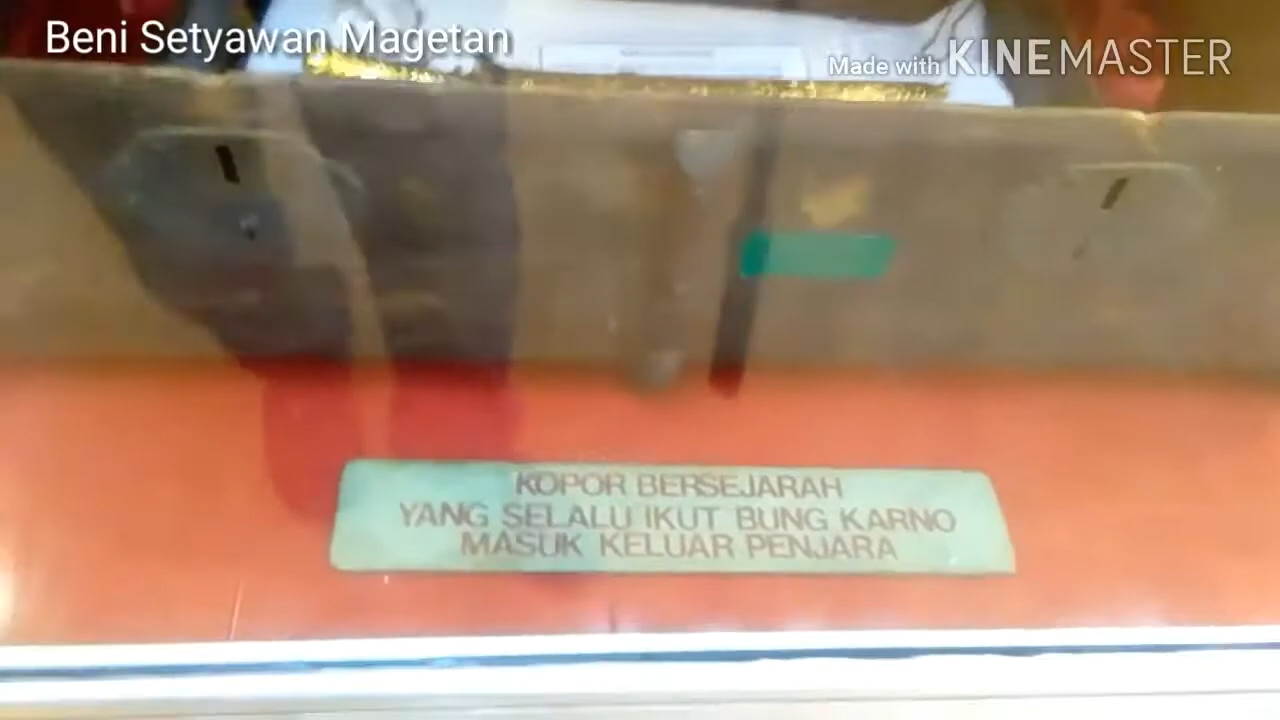 Beni Setyawan Magetan
Made with KINEMASTER
KOPOR BERSEJARAH
YANG SELALU IKUT BUNG KARNO
MASUK KELUAR PENJARA